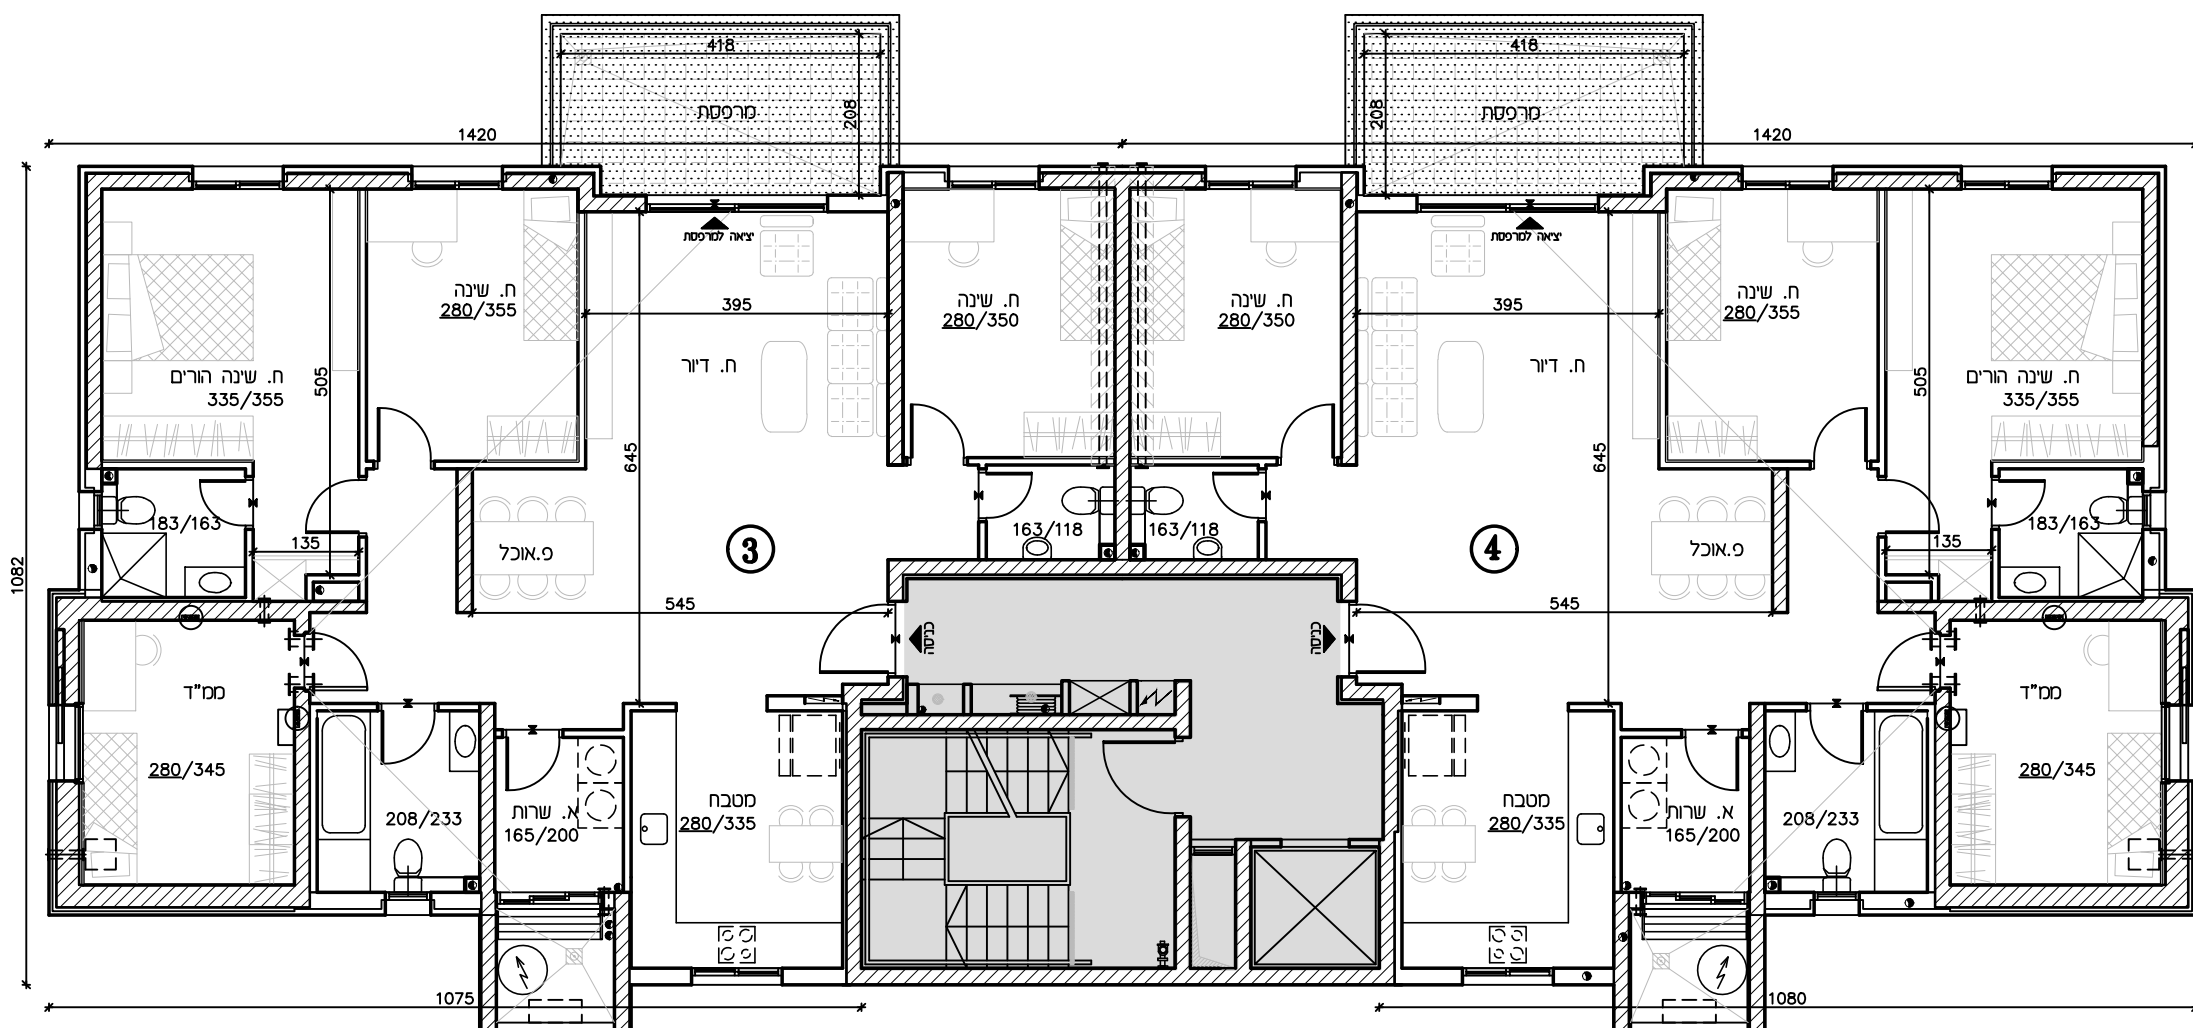 418
418
מרפסת
208
208
מרפסת
1420
1420
יציאה למרפסת
יציאה למרפסת
ח. שינה
280/355
ח. שינה
280/350
ח. שינה
280/350
ח. שינה
280/355
395
395
ח. דיור
ח. דיור
ח. שינה הורים
335/355
505
ח. שינה הורים
335/355
505
645
645
183/163
163/118
163/118
183/163
135
135
פ.אוכל
3
4
פ.אוכל
1082
545
545
כניסה
כניסה
ממ"ד
ממ"ד
280/345
280/345
208/233
א. שרות
165/200
מטבח
280/335
מטבח
280/335
א. שרות
165/200
208/233
1075
1080